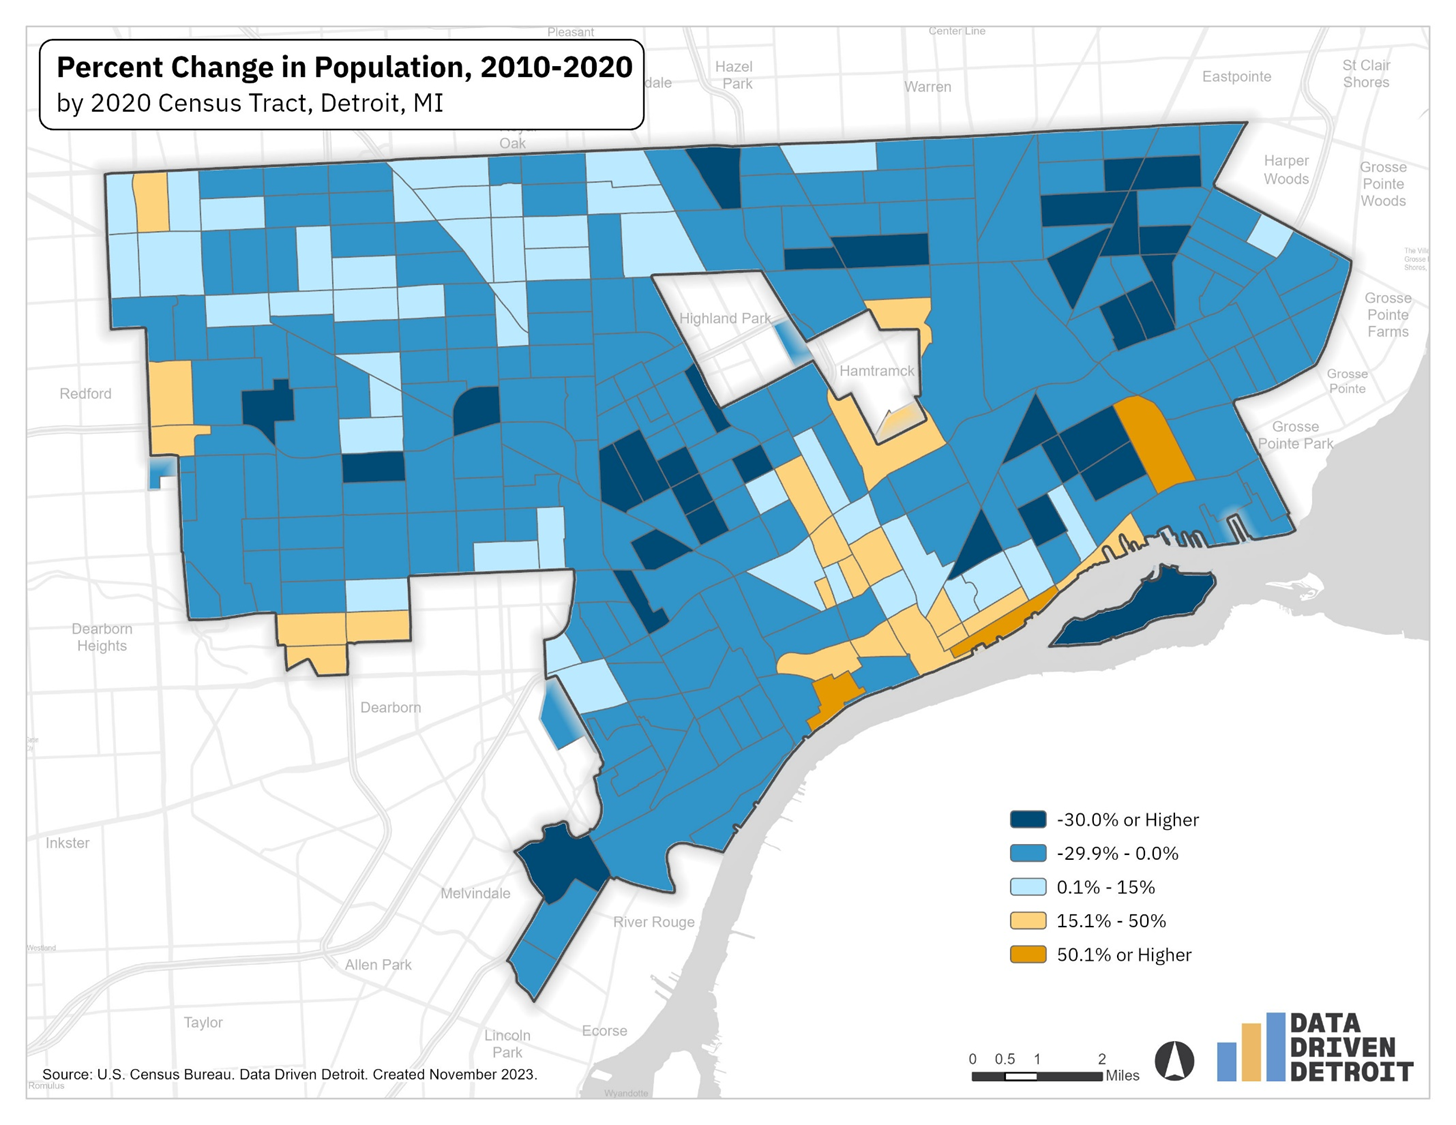 Pleasant
Center Line
Percent Change in Population, 2010-2020
by 2020 Census Tract, Detroit, MI
dale
Hazel
Park
Warren
Eastpointe
St Clair
Shores
Oak
Harper
Woods
Grosse
Pointe
Woods
Grosse
Pointe
Farms
Highland Park
Hamtramck
Redford
Grosse
Pointe
Grosse
Pointe Park
Dearborn
Heights
Dearborn
Inkster
Melvindale
River Rouge
Allen Park
Taylor
Lincoln
Park
Ecorse
Westland
Romulus
Wyandotte
-30.0% or Higher
-29.9% - 0.0%
0.1% - 15%
15.1% - 50%
50.1% or Higher
0 0.5 1 2
Miles
DATA
DRIVEN
DETROIT
Source: U.S. Census Bureau. Data Driven Detroit. Created November 2023.